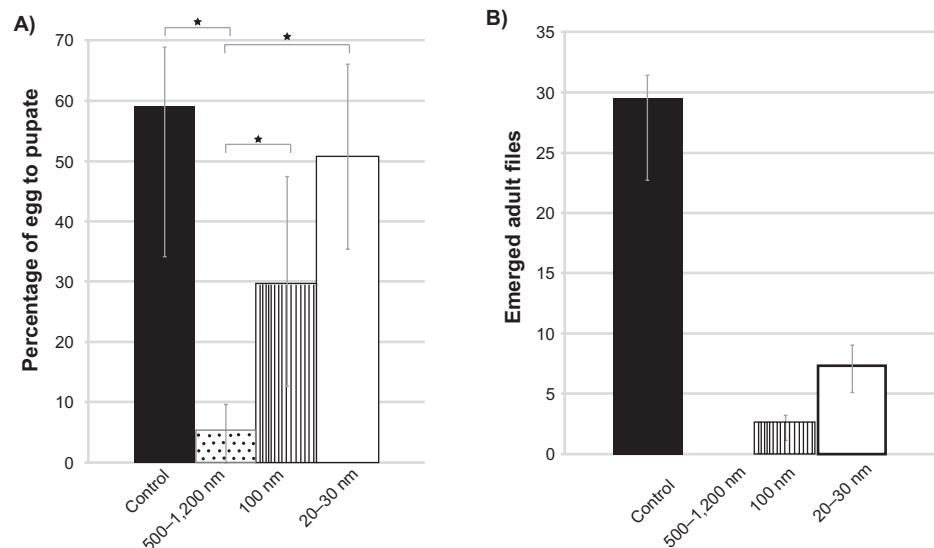 A)
Percentage of egg to pupate
70
60
50
40
30
20
10
0
Control
500–1,200 nm
100 nm
20–30 nm
B)
Emerged adult files
35
30
25
20
15
10
5
0
Control
500–1,200 nm
100 nm
20–30 nm